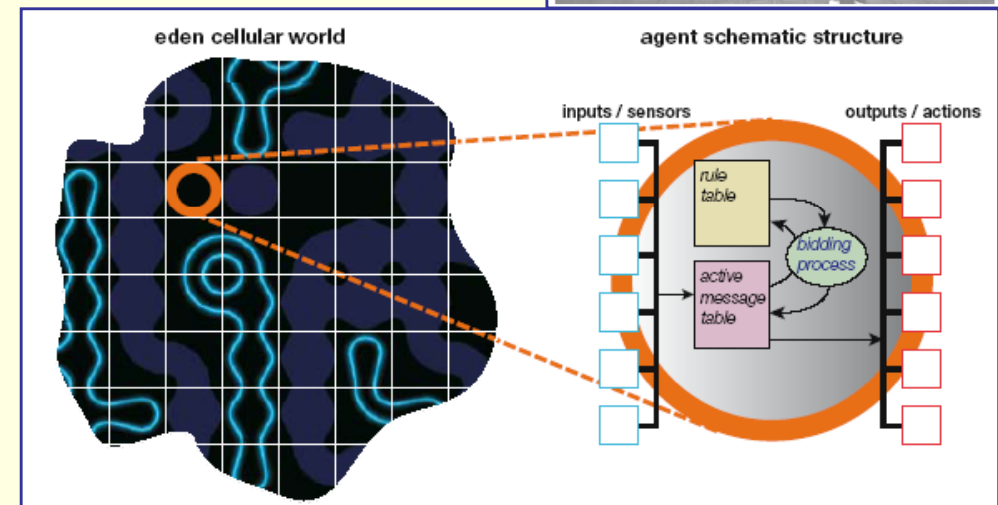 eden cellular world
agent schematic structure
inputs / sensors
outputs / actions
rule
table
bidding
process
active
message
table